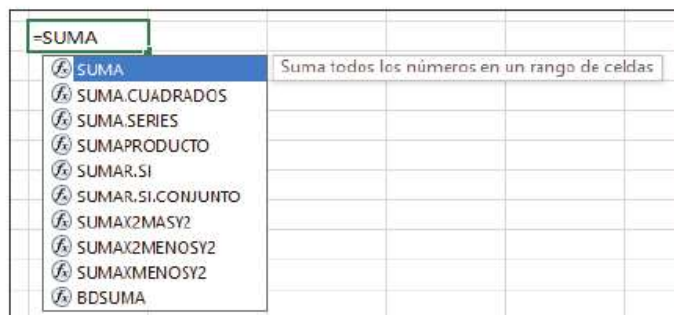 =SUMA
SUMA Suma todos los números en un rango de celdas
SUMA.CUADRADOS
SUMA.SERIES
SUMAPRODUCTO
SUMAR.SI
SUMAR.SI.CONJUNTO
SUMAX2MASY2
SUMAX2MENOSY2
SUMAXMENOSY2
BDSUMA